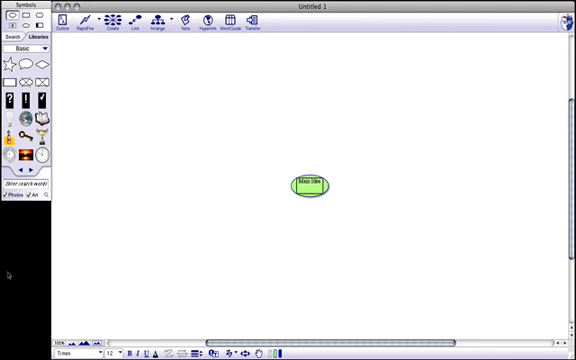 Symbols
Untitled 1
Outline
RapidFire
Create
Link
Arrange
Note
Hyperlink
Word Guide
Transfer
Search
Libraries
Basic
Main Idea
Enter search word/
Photos
Art
100%
Times
12
B I U A